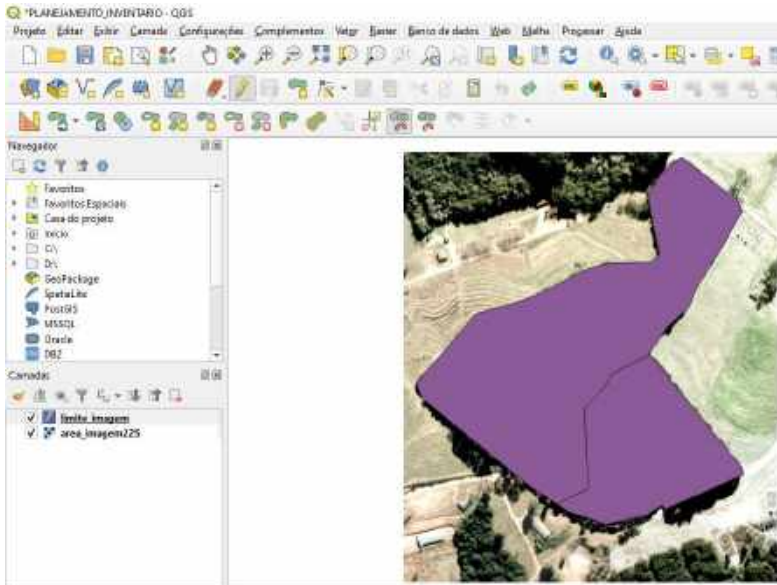 *PLANEJAMENTO_INVENTARIO - QGIS
Projeto Editar Exibir Camada Configurações Complementos Vetor Raster Banco de dados Web Malha Processar Ajuda
Navegador
Favoritos
Favoritos Espaciais
Casa do projeto
Início
C:\
D:\
GeoPackage
SpatiaLite
PostGIS
MSSQL
Oracle
DB2
Camadas
limite_imagem
area_imagem225